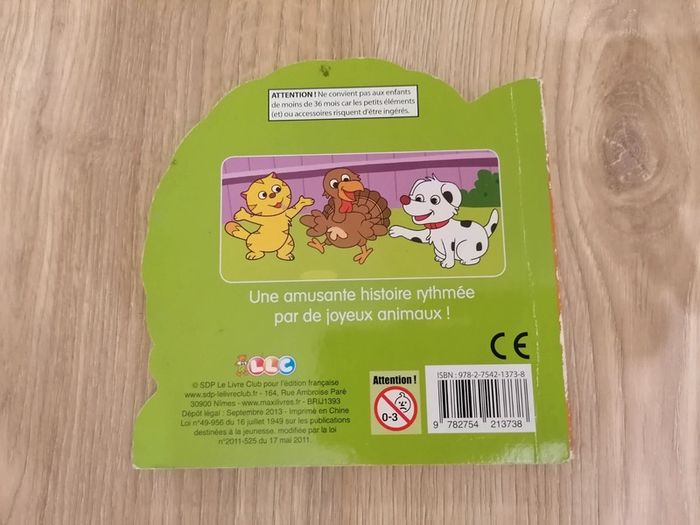 ATTENTION ! Ne convient pas aux enfants
de moins de 36 mois car les petits éléments
(et) ou accessoires risquent d'être ingérés.
Une amusante histoire rythmée
par de joyeux animaux !
LLC
© SDP Le Livre Club pour l'édition française
www.sdp-lelivreclub.fr - 164, Rue Ambroise Paré
30900 Nîmes - www.maxilivres.fr - BRIJ1393
Dépôt légal : Septembre 2013 - Imprimé en Chine
Loi n°49-956 du 16 juillet 1949 sur les publications
destinées à la jeunesse. modifiée par la loi
n°2011-525 du 17 mai 2011.
Attention !
0-3
CE
ISBN : 978-2-7542-1373-8
9 782754 213738